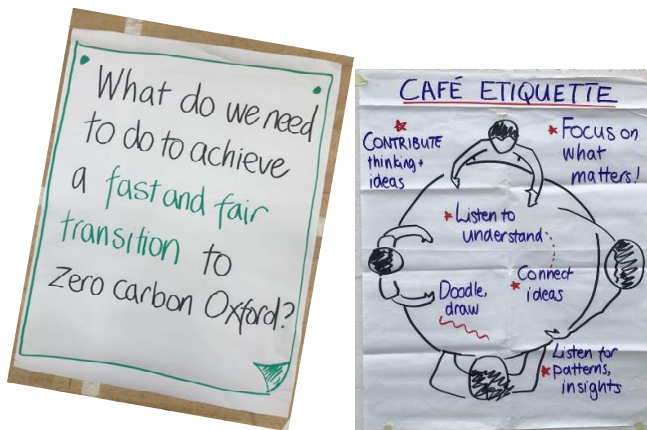 What do we need
to do to achieve
a fast and fair
transition to
Zero carbon Oxford?
CAFÉ ETIQUETTE
CONTRIBUTE
thinking +
ideas
Focus on
what
matters!
Listen to
understand
Connect
ideas
Doodle,
draw
Listen for
patterns,
insights